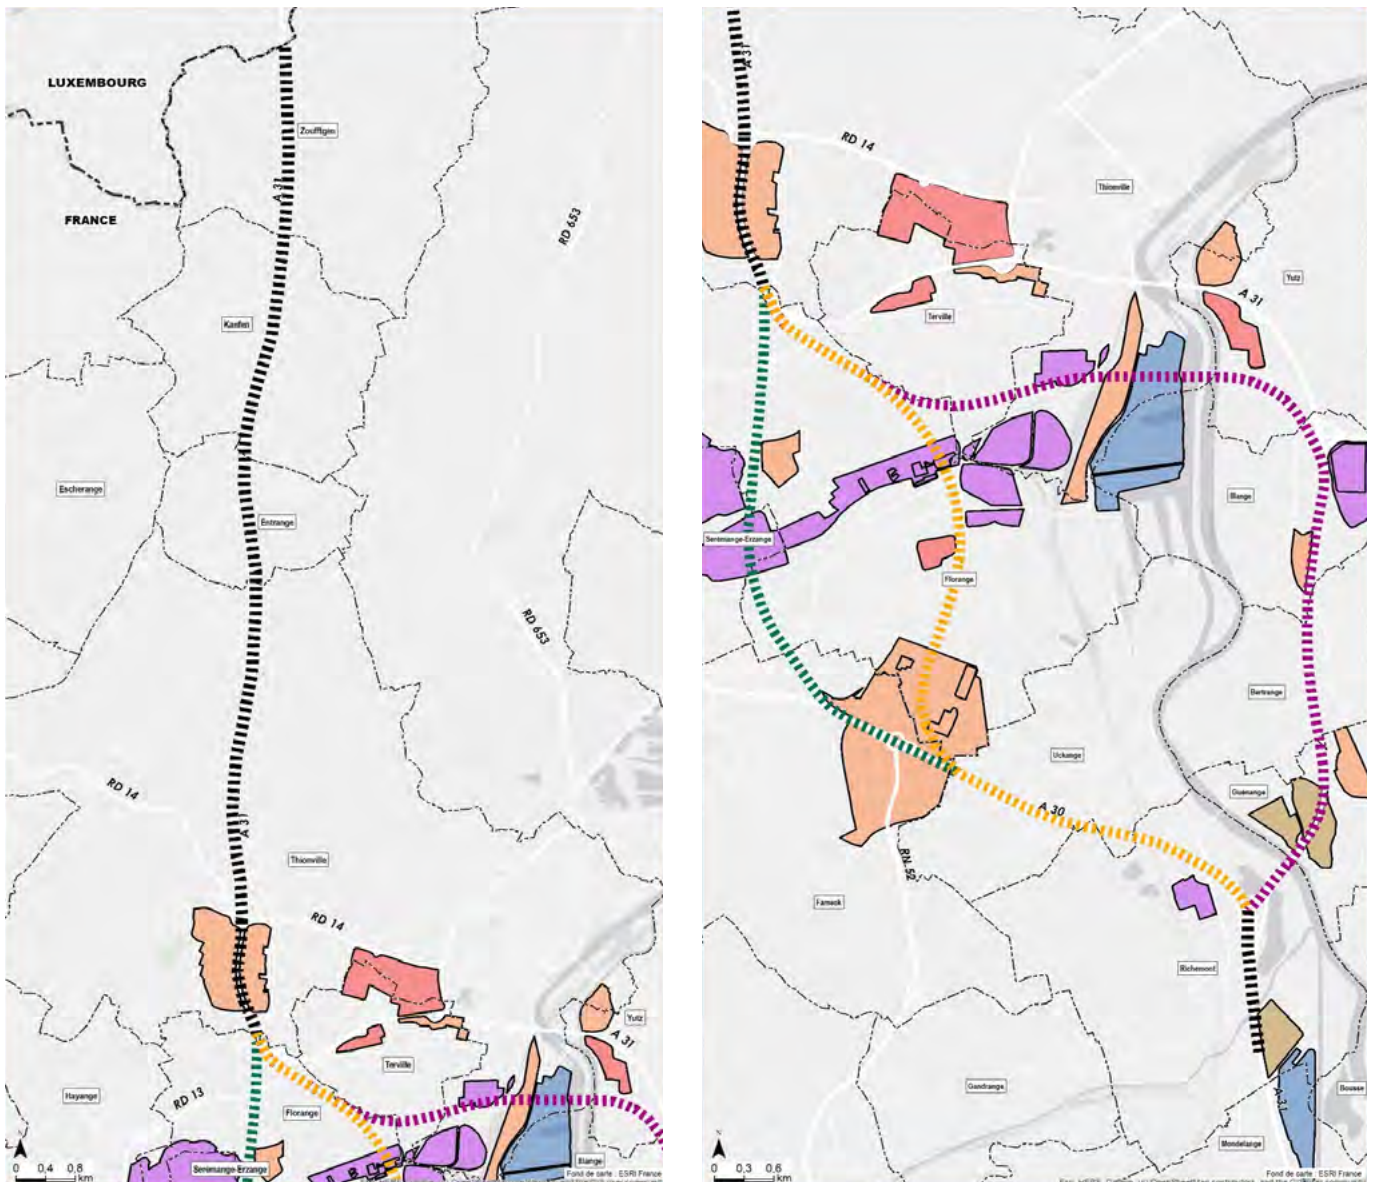 LUXEMBOURG
Zoufftgen
A 31
FRANCE
RD 653
Kanfen
Escherange
Entrange
RD 653
RD 14
A 31
Thionville
RD 14
Yutz
A 31
Terville
Hayange
RD 13
Florange
Serémange-Erzange
Illange
0 0,4 0,8
km
Fond de carte : ESRI France
A 31
RD 14
Thionville
Yutz
A 31
Terville
Illange
Serémange-Erzange
Florange
Bertrange
Uckange
Guénange
A 30
RN 52
Fameck
Richemont
Gandrange
Bousse
A 31
Mondelange
0 0,3 0,6
km
Fond de carte : ESRI France